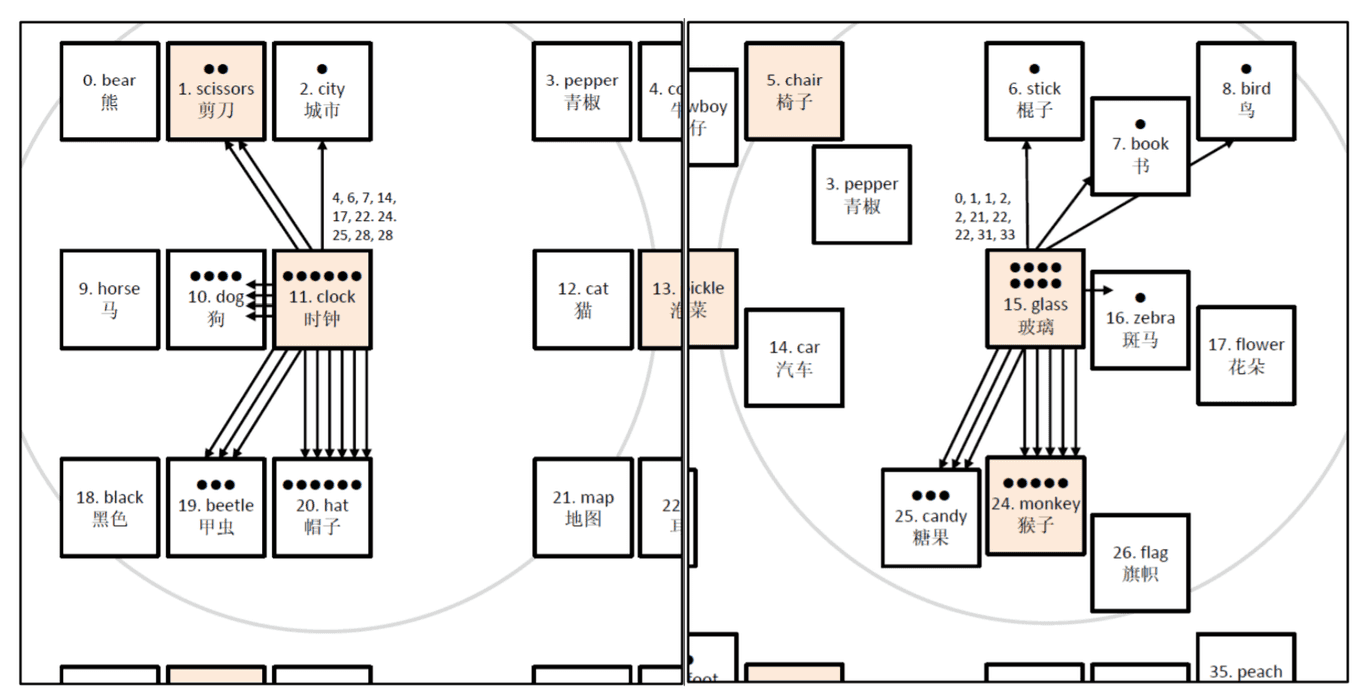 0. bear
熊
1. scissors
剪刀
2. city
城市
3. pepper
青椒
4. co
4, 6, 7, 14,
17, 22. 24.
25, 28, 28
9. horse
马
10. dog
狗
11. clock
时钟
12. cat
猫
13.
泡
18. black
黑色
19. beetle
甲虫
20. hat
帽子
21. map
地图
22
wboy
仔
5. chair
椅子
3. pepper
青椒
6. stick
棍子
7. book
书
8. bird
鸟
0, 1, 1, 2,
2, 21, 22,
22, 31, 33
ickle
菜
14. car
汽车
15. glass
玻璃
16. zebra
斑马
17. flower
花朵
25. candy
糖果
24. monkey
猴子
26. flag
旗帜
foot
35. peach